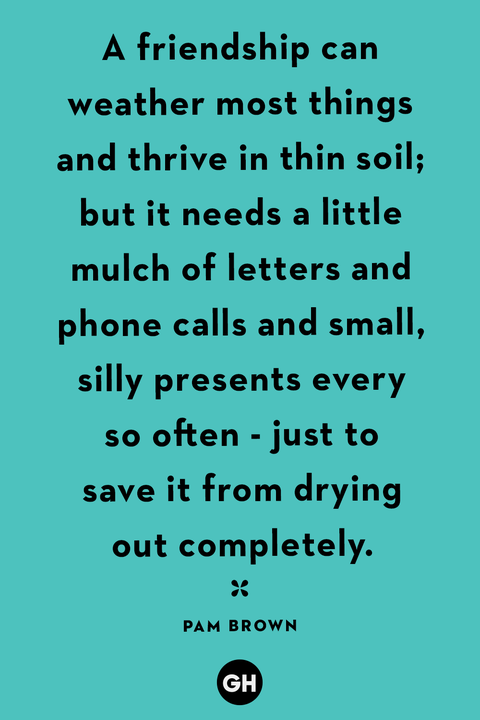 A friendship can
weather most things
and thrive in thin soil;
but it needs a little
mulch of letters and
phone calls and small,
silly presents every
so often - just to
save it from drying
out completely.
PAM BROWN
GH